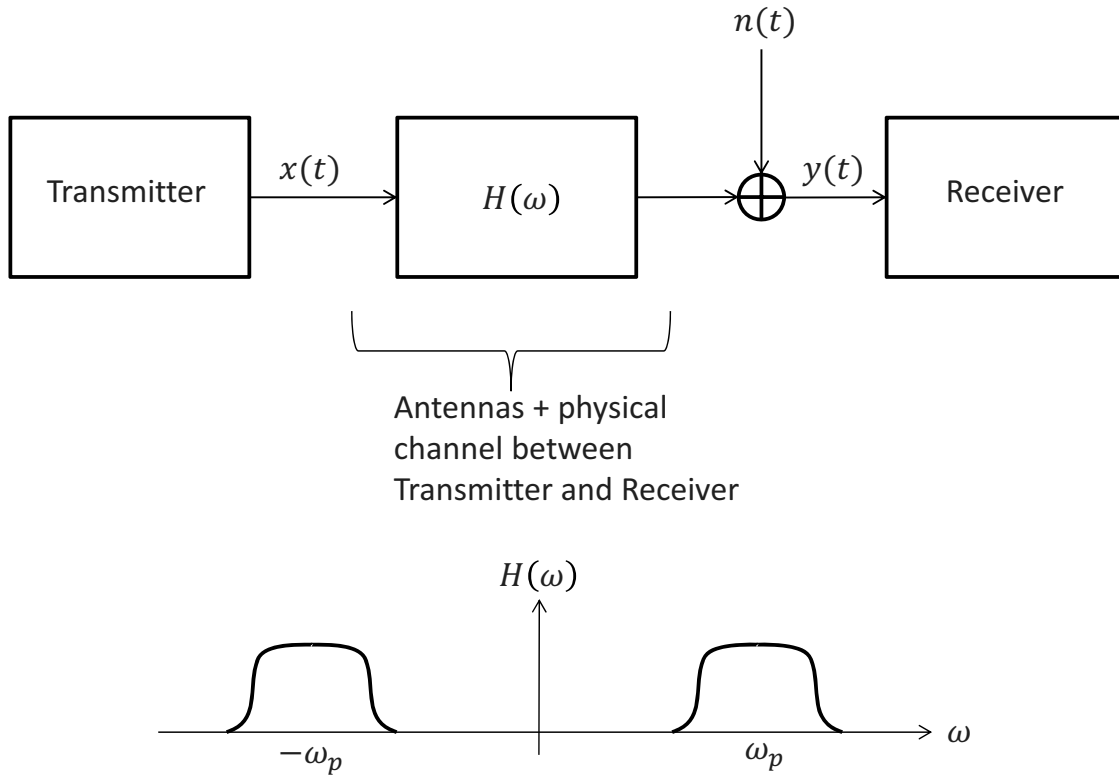 n(t)
Transmitter
x(t)
H(ω)
y(t)
Receiver
Antennas + physical
channel between
Transmitter and Receiver
H(ω)
−ω_p
ω_p
ω